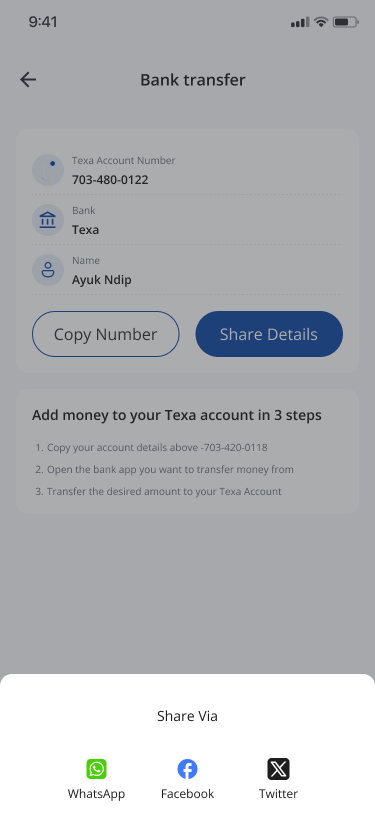 9:41
Bank transfer
Texa Account Number
703-480-0122
Bank
Texa
Name
Ayuk Ndip
Copy Number
Share Details
Add money to your Texa account in 3 steps
1. Copy your account details above -703-420-0118
2. Open the bank app you want to transfer money from
3. Transfer the desired amount to your Texa Account
Share Via
WhatsApp
Facebook
Twitter